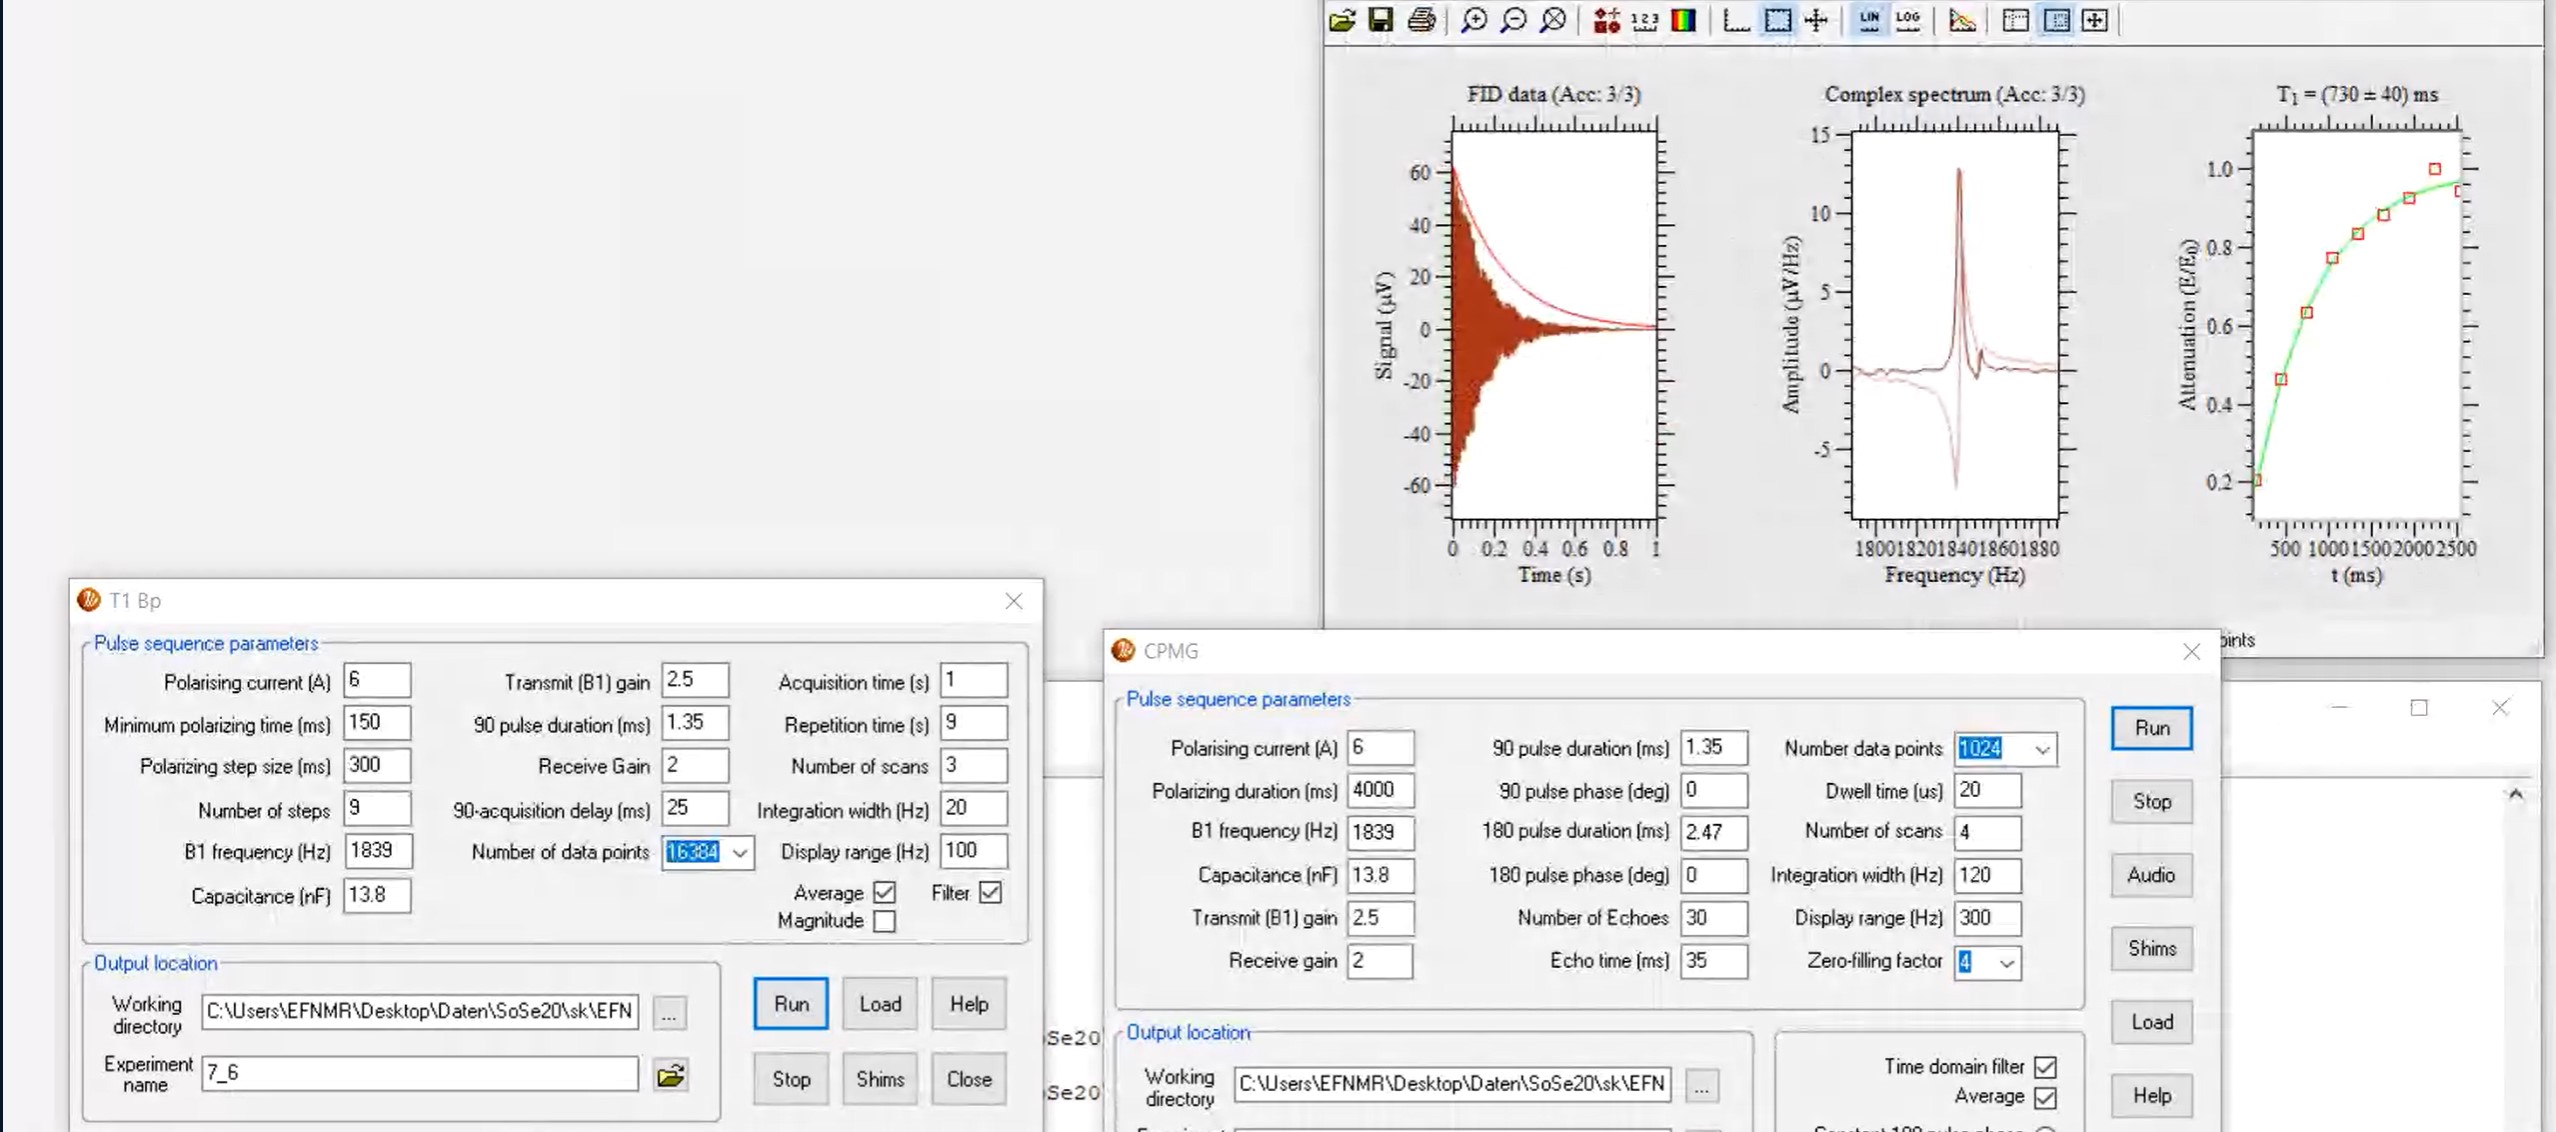 1 2 3
LIN
LOG
FID data (Acc: 3/3)
60
40
20
0
-20
-40
-60
Signal (µV)
0 0.2 0.4 0.6 0.8 1
Time (s)
Complex spectrum (Acc: 3/3)
15
10
5
0
-5
Amplitude (µV/Hz)
1800 1820 1840 1860 1880
Frequency (Hz)
T1 = (730 ± 40) ms
1.0
0.8
0.6
0.4
0.2
Attenuation (E/E0)
500 1000 1500 2000 2500
t (ms)
T1 Bp
Pulse sequence parameters
Polarising current (A) 6
Minimum polarizing time (ms) 150
Polarizing step size (ms) 300
Number of steps 9
B1 frequency (Hz) 1839
Capacitance (nF) 13.8
Transmit (B1) gain 2.5
90 pulse duration (ms) 1.35
Receive Gain 2
90-acquisition delay (ms) 25
Number of data points 16384
Acquisition time (s) 1
Repetition time (s) 9
Number of scans 3
Integration width (Hz) 20
Display range (Hz) 100
Average
Filter
Magnitude
Output location
Working
directory
C:\Users\EFNMR\Desktop\Daten\SoSe20\sk\EFN
...
Experiment
name
7_6
Run
Load
Help
Stop
Shims
Close
Se20
Se20
CPMG
Pulse sequence parameters
Polarising current (A) 6
Polarizing duration (ms) 4000
B1 frequency (Hz) 1839
Capacitance (nF) 13.8
Transmit (B1) gain 2.5
Receive gain 2
90 pulse duration (ms) 1.35
90 pulse phase (deg) 0
180 pulse duration (ms) 2.47
180 pulse phase (deg) 0
Number of Echoes 30
Echo time (ms) 35
Number data points 1024
Dwell time (us) 20
Number of scans 4
Integration width (Hz) 120
Display range (Hz) 300
Zero-filling factor 4
Run
Stop
Audio
Shims
Load
Help
Output location
Working
directory
C:\Users\EFNMR\Desktop\Daten\SoSe20\sk\EFN
...
Time domain filter
Average